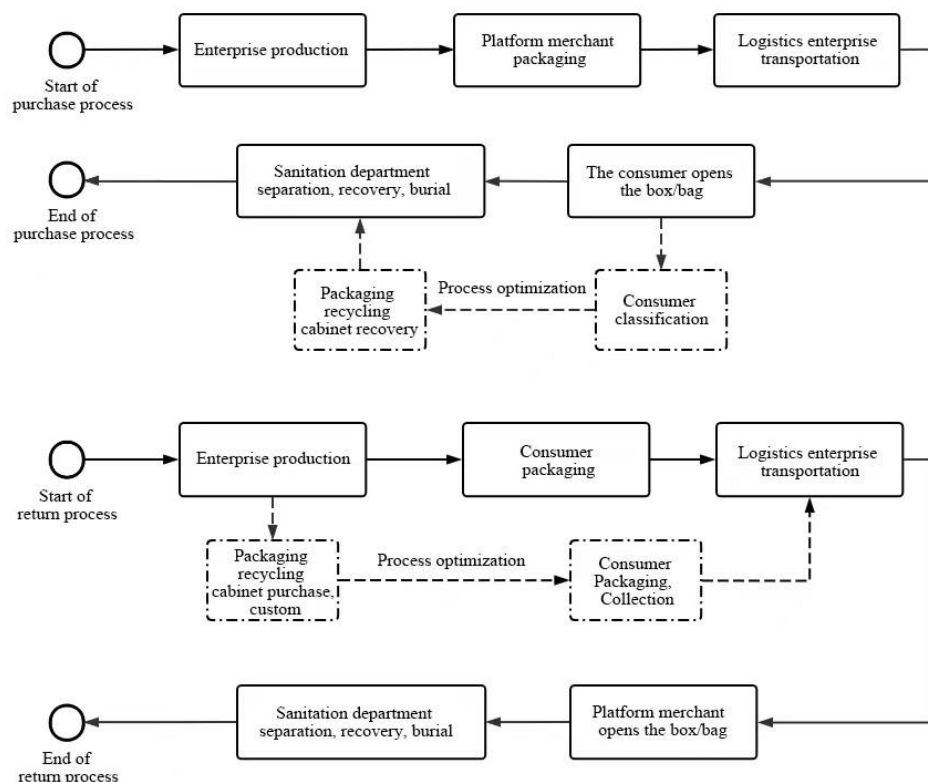 Enterprise production
Platform merchant
packaging
Logistics enterprise
transportation
Start of
purchase process
Sanitation department
separation, recovery, burial
The consumer opens
the box/bag
End of
purchase process
Packaging
recycling
cabinet recovery
Process optimization
Consumer
classification
Enterprise production
Consumer
packaging
Logistics enterprise
transportation
Start of
return process
Packaging
recycling
cabinet purchase,
custom
Process optimization
Consumer
Packaging,
Collection
Sanitation department
separation, recovery, burial
Platform merchant
opens the box/bag
End of
return process